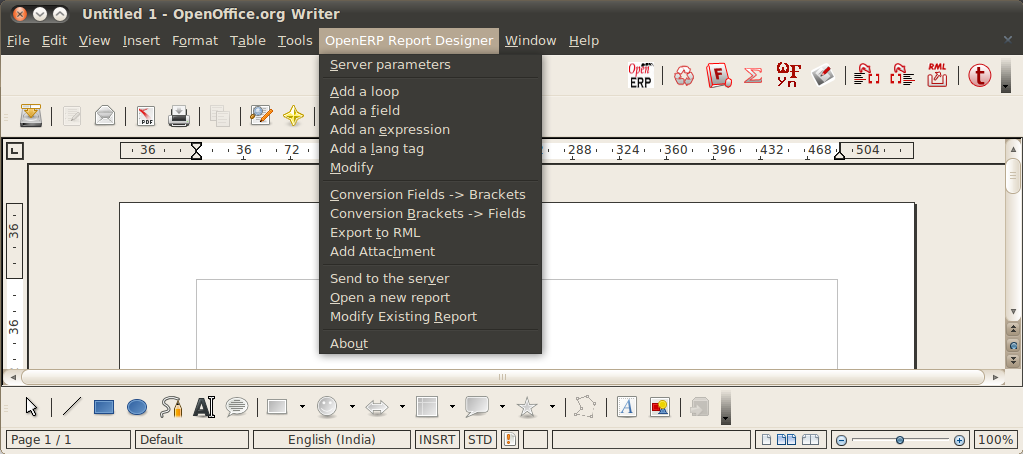 Untitled 1 - OpenOffice.org Writer
File Edit View Insert Format Table Tools OpenERP Report Designer Window Help
Server parameters
Open ERP F ωF yn RML t
Add a loop
Add a field
PDF
Add an expression
Add a lang tag
Modify
36 36 72 288 324 360 396 432 468 504
Conversion Fields -> Brackets
Conversion Brackets -> Fields
Export to RML
Add Attachment
Send to the server
Open a new report
Modify Existing Report
About
36
36
A A
Page 1 / 1 Default English (India) INSRT STD 100%